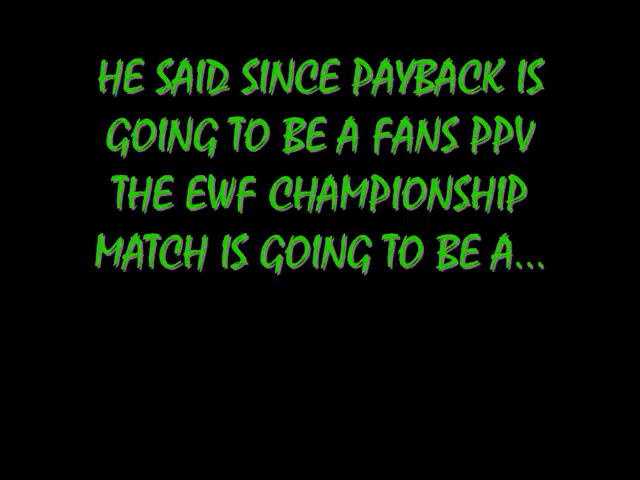 HE SAID SINCE PAYBACK IS
GOING TO BE A FANS PPV
THE EWF CHAMPIONSHIP
MATCH IS GOING TO BE A...